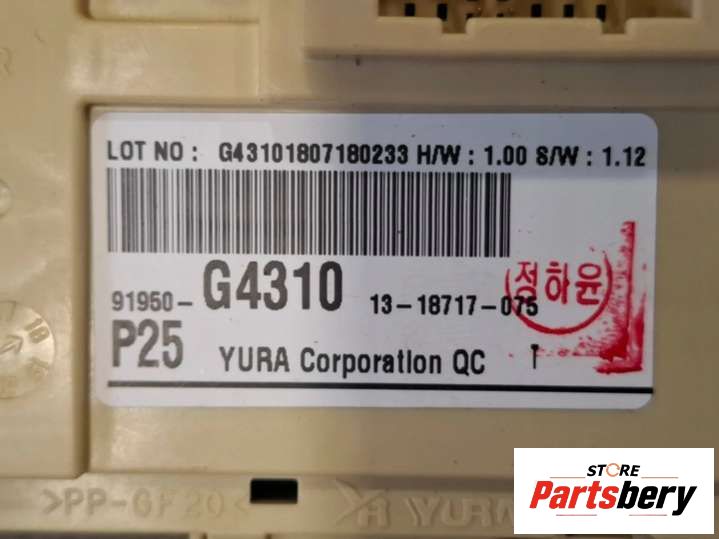 LOT NO : G43101807180233 H/W : 1.00 S/W : 1.12
91950-G4310 13-18717-075
정하윤
P25 YURA Corporation QC T
>PP-GF20< YURA
STORE
Partsbery